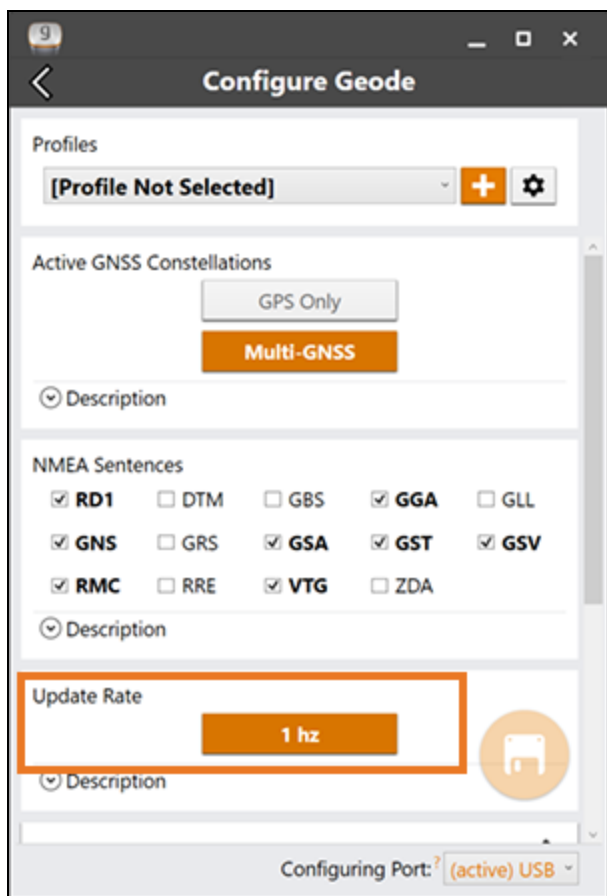 9
Configure Geode
Profiles
[Profile Not Selected]
Active GNSS Constellations
GPS Only
Multi-GNSS
Description
NMEA Sentences
RD1 DTM GBS GGA GLL
GNS GRS GSA GST GSV
RMC RRE VTG ZDA
Description
Update Rate
1 hz
Description
Configuring Port:? (active) USB